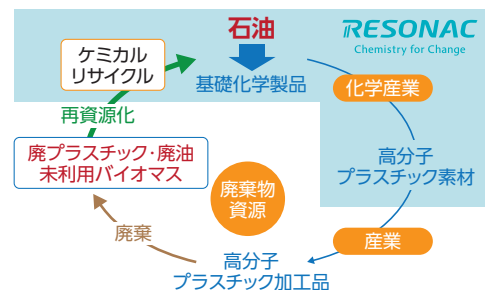 石油
RESONAC
Chemistry for Change
ケミカル
リサイクル
基礎化学製品
化学産業
再資源化
高分子
プラスチック素材
廃プラスチック・廃油
未利用バイオマス
廃棄物
資源
廃棄
産業
高分子
プラスチック加工品